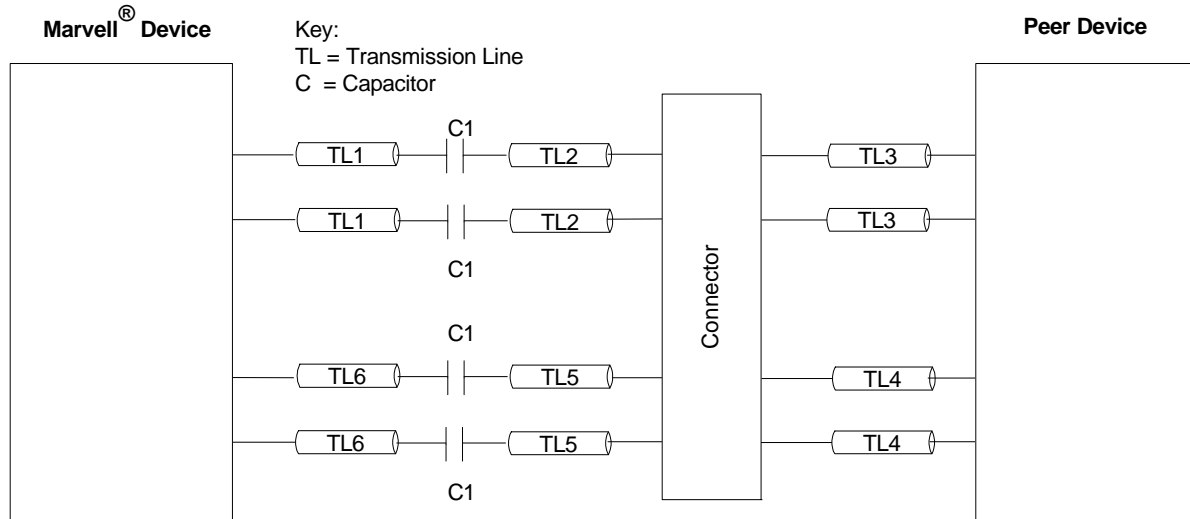 Marvell® Device
Key:
TL = Transmission Line
C = Capacitor
Peer Device
C1
TL1
TL2
TL3
TL1
TL2
TL3
C1
Connector
C1
TL6
TL5
TL4
TL6
TL5
TL4
C1